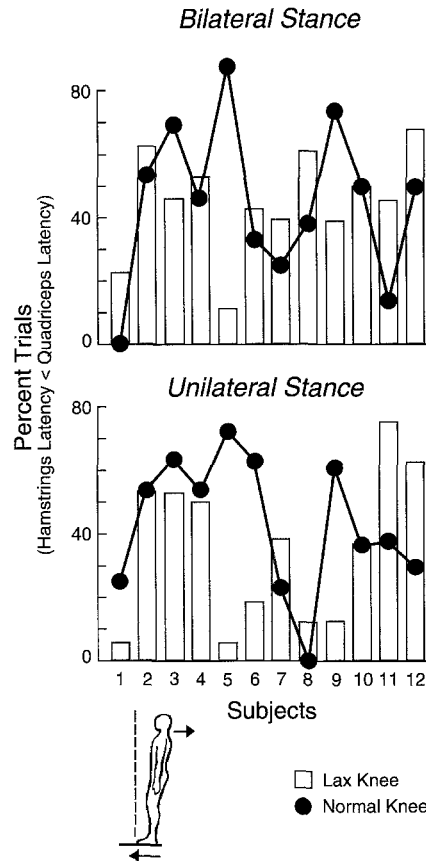 Bilateral Stance
80
40
0
Percent Trials
(Hamstrings Latency < Quadriceps Latency)
Unilateral Stance
80
40
0
1 2 3 4 5 6 7 8 9 10 11 12
Subjects
Lax Knee
Normal Knee